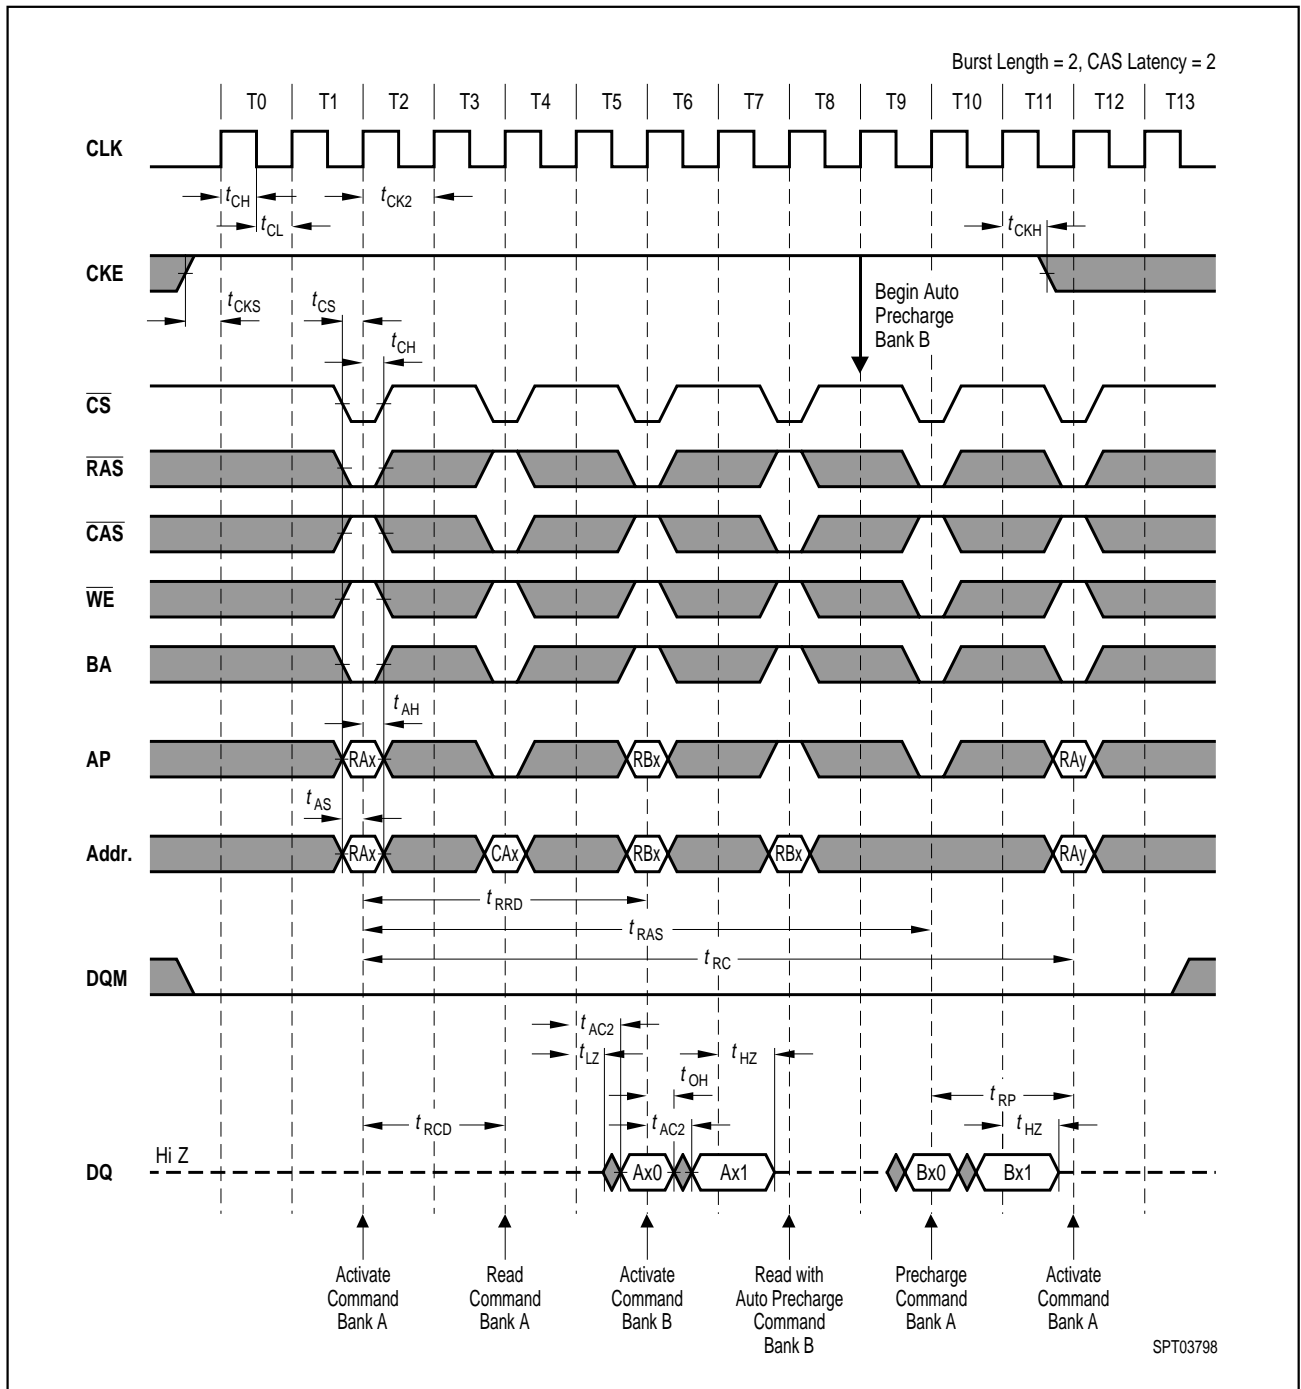 Burst Length = 2, CAS Latency = 2
T0 T1 T2 T3 T4 T5 T6 T7 T8 T9 T10 T11 T12 T13
CLK
tCH tCK2
tCL tCKH
CKE
tCKS tCS
Begin Auto
Precharge
Bank B
tCH
CS
RAS
CAS
WE
BA
tAH
AP RAx RBx RAy
tAS
Addr. RAx CAx RBx RBx RAy
tRRD
tRAS
tRC
DQM
tAC2
tLZ tHZ
tOH
tRP
tRCD tAC2 tHZ
Hi Z
DQ Ax0 Ax1 Bx0 Bx1
Activate
Command
Bank A
Read
Command
Bank A
Activate
Command
Bank B
Read with
Auto Precharge
Command
Bank B
Precharge
Command
Bank A
Activate
Command
Bank A
SPT03798